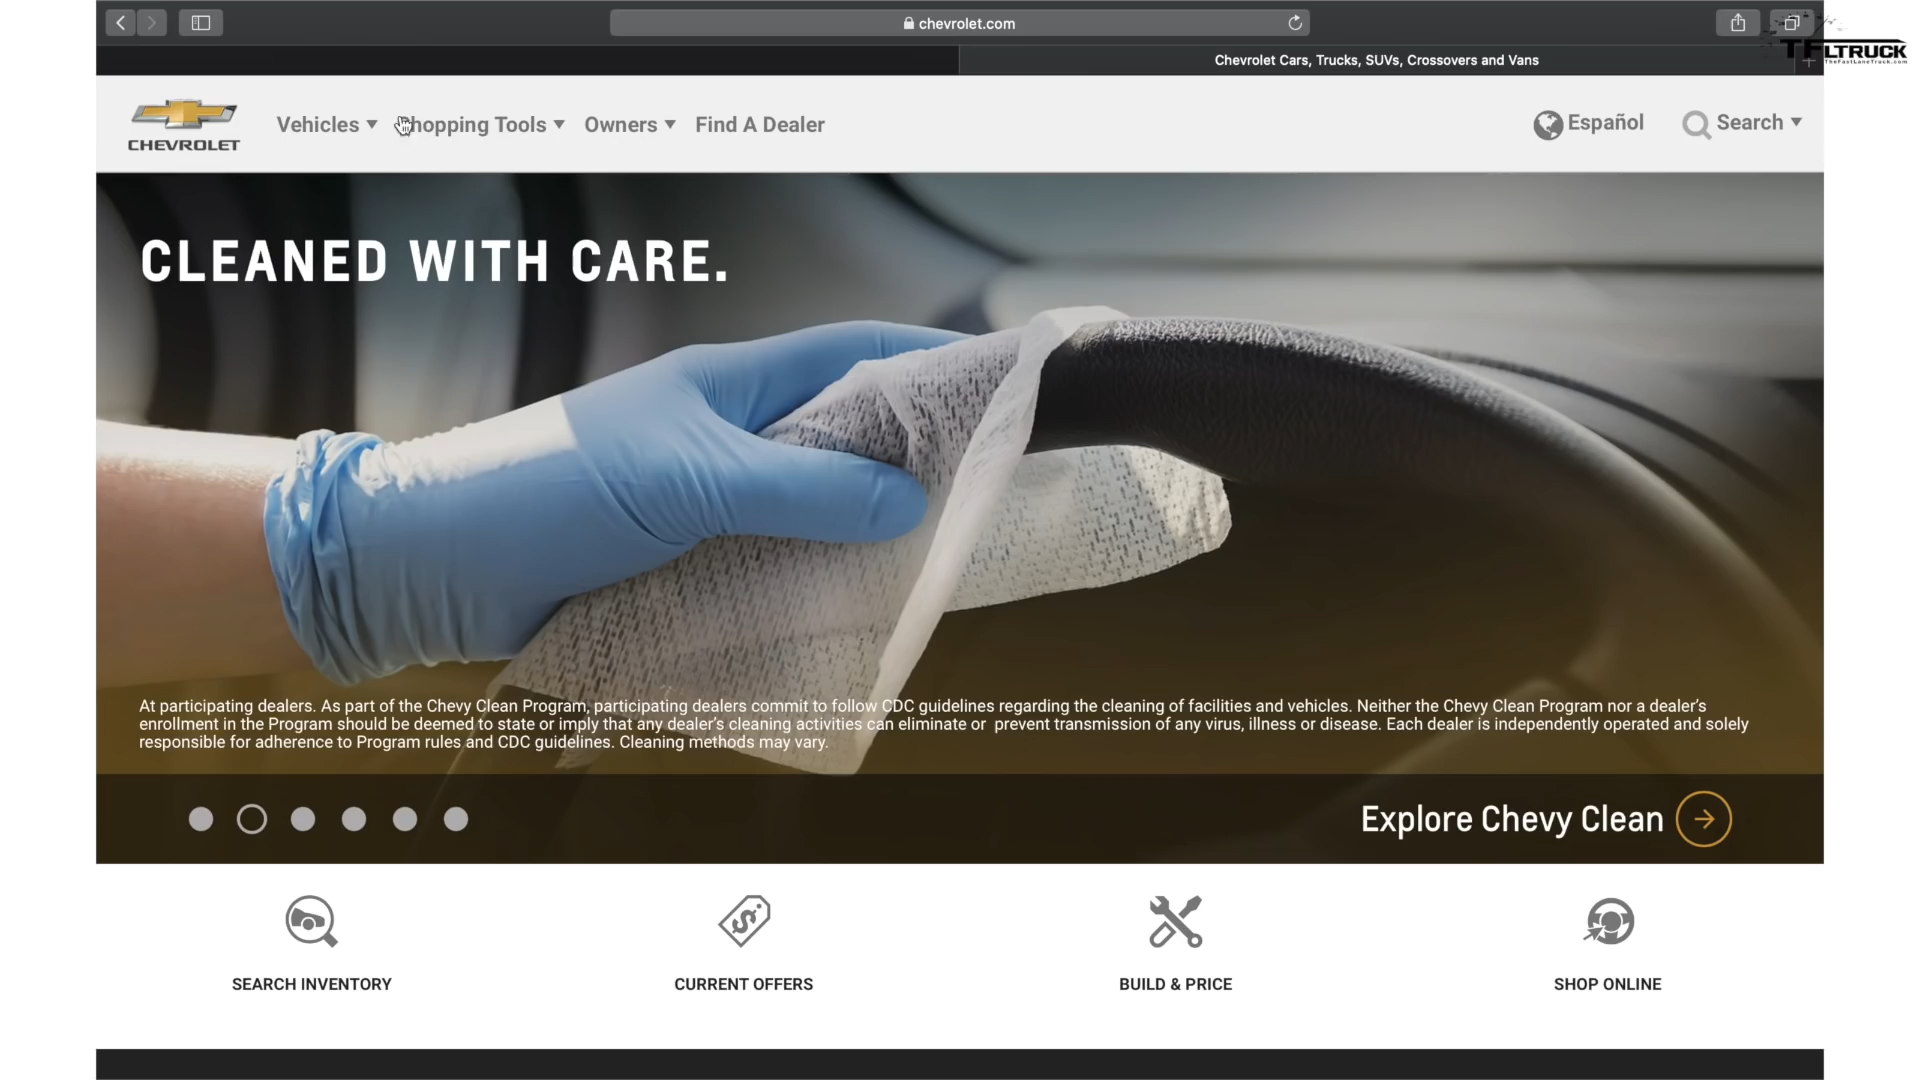 chevrolet.com
Chevrolet Cars, Trucks, SUVs, Crossovers and Vans
TFLTRUCK
TheFastLaneTruck.com
CHEVROLET
Vehicles
Shopping Tools
Owners
Find A Dealer
Español
Search
CLEANED WITH CARE.
At participating dealers. As part of the Chevy Clean Program, participating dealers commit to follow CDC guidelines regarding the cleaning of facilities and vehicles. Neither the Chevy Clean Program nor a dealer's
enrollment in the Program should be deemed to state or imply that any dealer's cleaning activities can eliminate or prevent transmission of any virus, illness or disease. Each dealer is independently operated and solely
responsible for adherence to Program rules and CDC guidelines. Cleaning methods may vary.
Explore Chevy Clean
SEARCH INVENTORY
CURRENT OFFERS
BUILD & PRICE
SHOP ONLINE